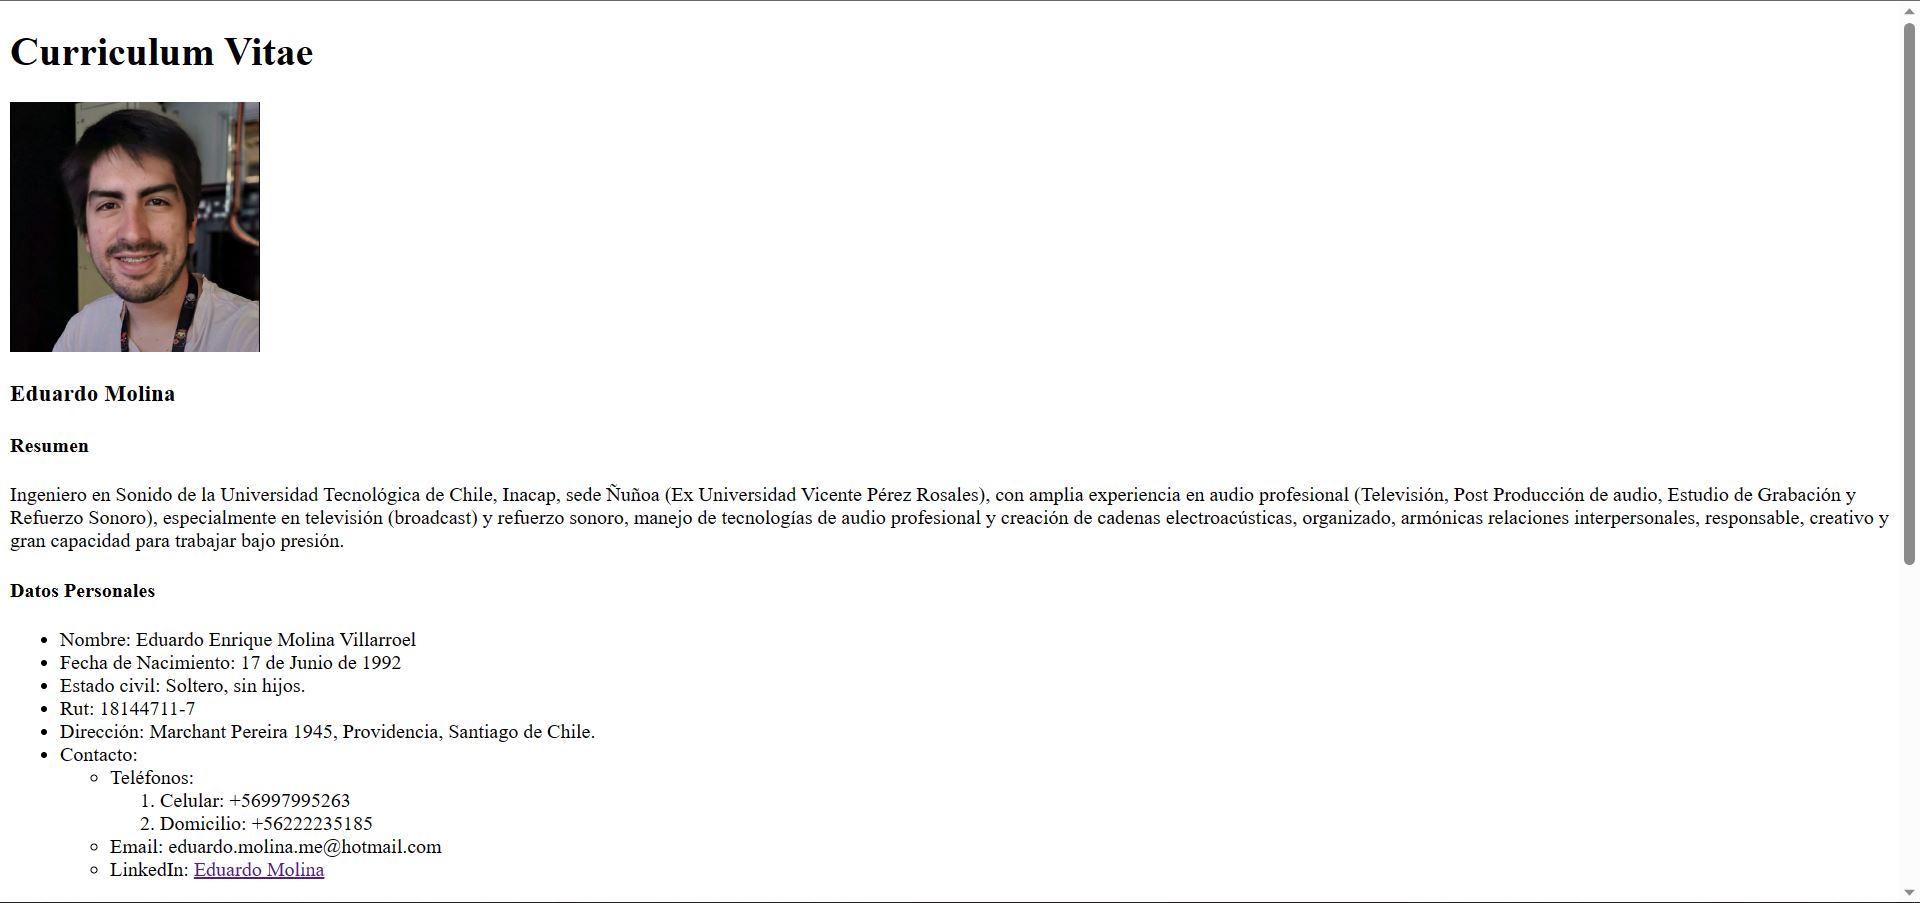 Curriculum Vitae
Eduardo Molina
Resumen
Ingeniero en Sonido de la Universidad Tecnológica de Chile, Inacap, sede Ñuñoa (Ex Universidad Vicente Pérez Rosales), con amplia experiencia en audio profesional (Televisión, Post Producción de audio, Estudio de Grabación y
Refuerzo Sonoro), especialmente en televisión (broadcast) y refuerzo sonoro, manejo de tecnologías de audio profesional y creación de cadenas electroacústicas, organizado, armónicas relaciones interpersonales, responsable, creativo y
gran capacidad para trabajar bajo presión.
Datos Personales
• Nombre: Eduardo Enrique Molina Villarroel
• Fecha de Nacimiento: 17 de Junio de 1992
• Estado civil: Soltero, sin hijos.
• Rut: 18144711-7
• Dirección: Marchant Pereira 1945, Providencia, Santiago de Chile.
• Contacto:
◦ Teléfonos:
1. Celular: +56997995263
2. Domicilio: +56222235185
◦ Email: eduardo.molina.me@hotmail.com
◦ LinkedIn: Eduardo Molina